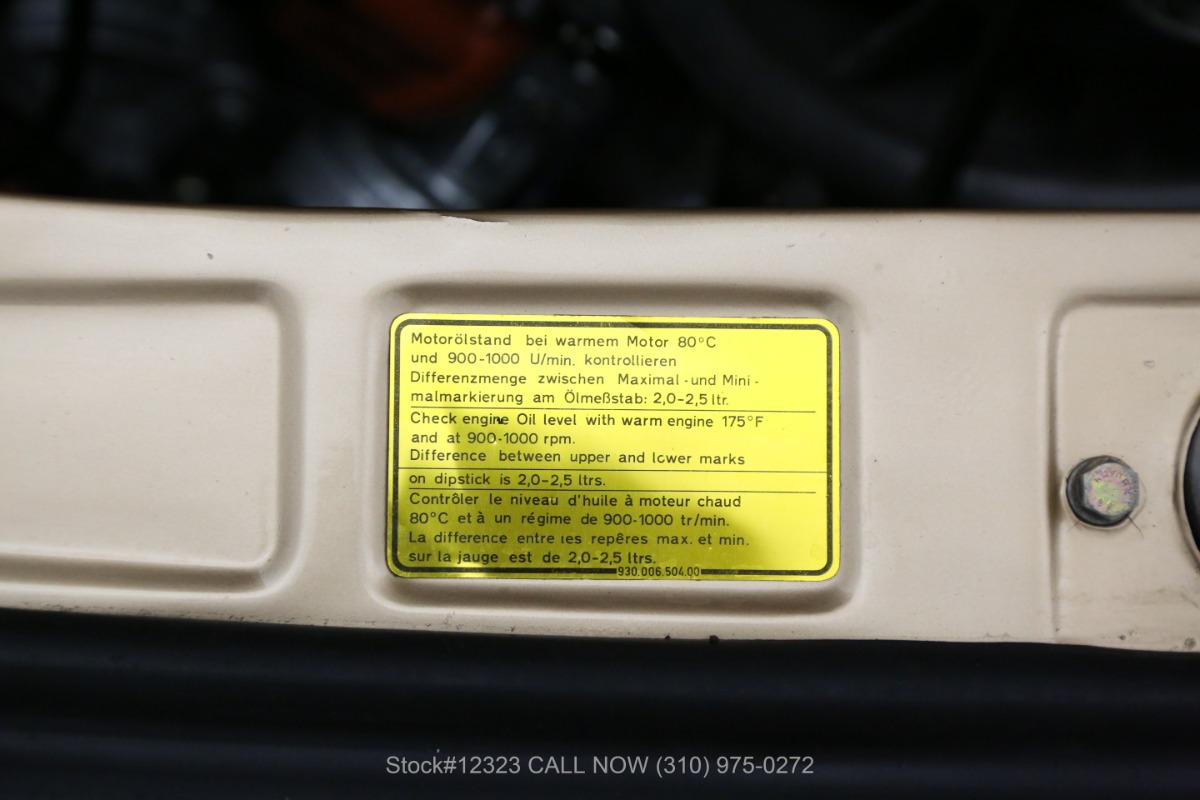 Motorölstand bei warmem Motor 80°C
und 900-1000 U/min. kontrollieren
Differenzmenge zwischen Maximal-und Mini-
malmarkierung am Ölmeßstab: 2,0-2,5 ltr.
Check engine Oil level with warm engine 175°F
and at 900-1000 rpm.
Difference between upper and lower marks
on dipstick is 2,0-2,5 ltrs.
Contrôler le niveau d'huile à moteur chaud
80°C et à un régime de 900-1000 tr/min.
La difference entre les repêres max. et min.
sur la jauge est de 2,0-2,5 ltrs.
930.006.504.00
Stock#12323 CALL NOW (310) 975-0272